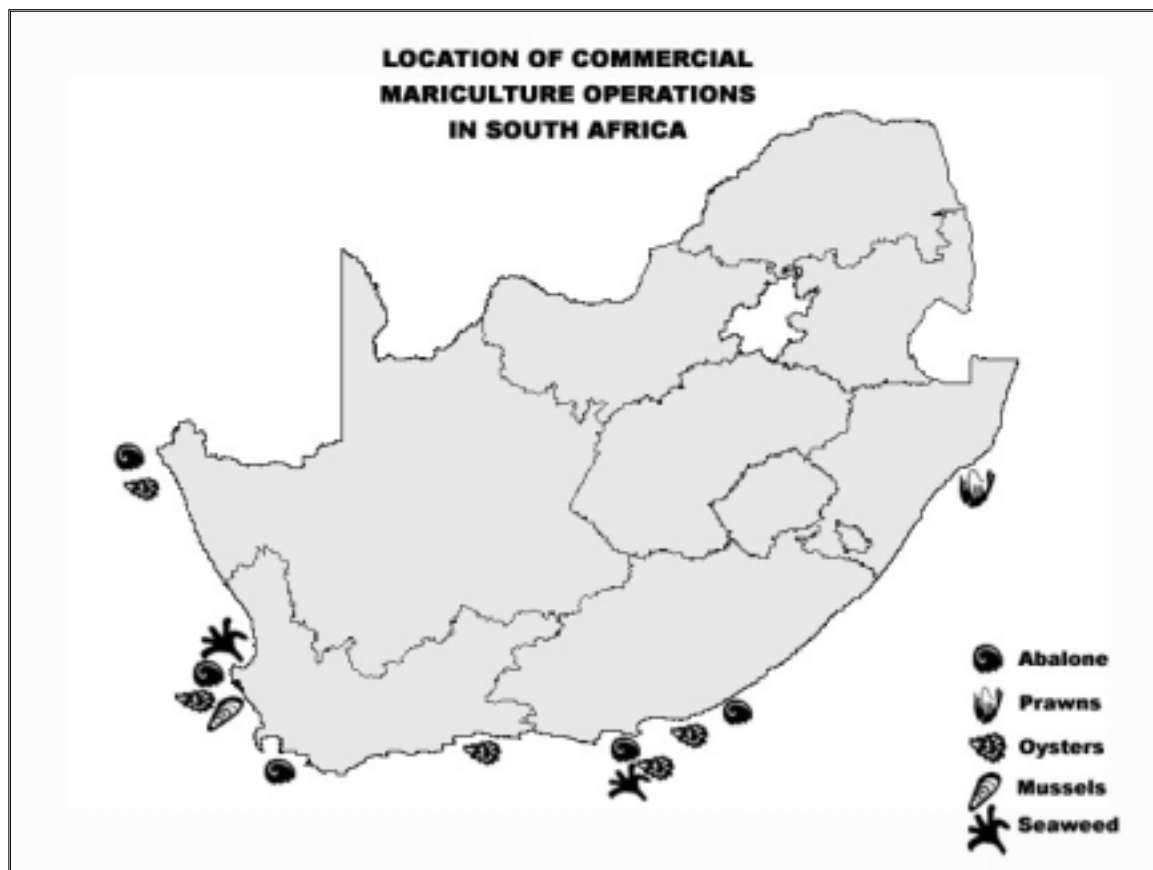 LOCATION OF COMMERCIAL
MARICULTURE OPERATIONS
IN SOUTH AFRICA
Abalone
Prawns
Oysters
Mussels
Seaweed